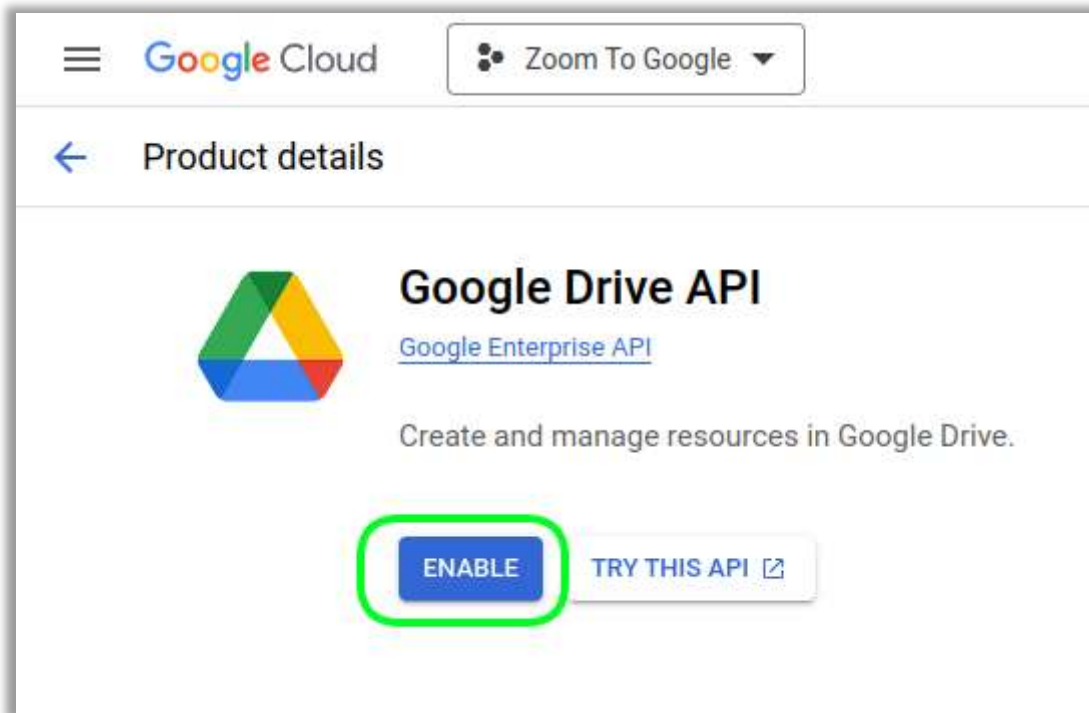 Google Cloud Zoom To Google
Product details
Google Drive API
Google Enterprise API
Create and manage resources in Google Drive.
ENABLE TRY THIS API